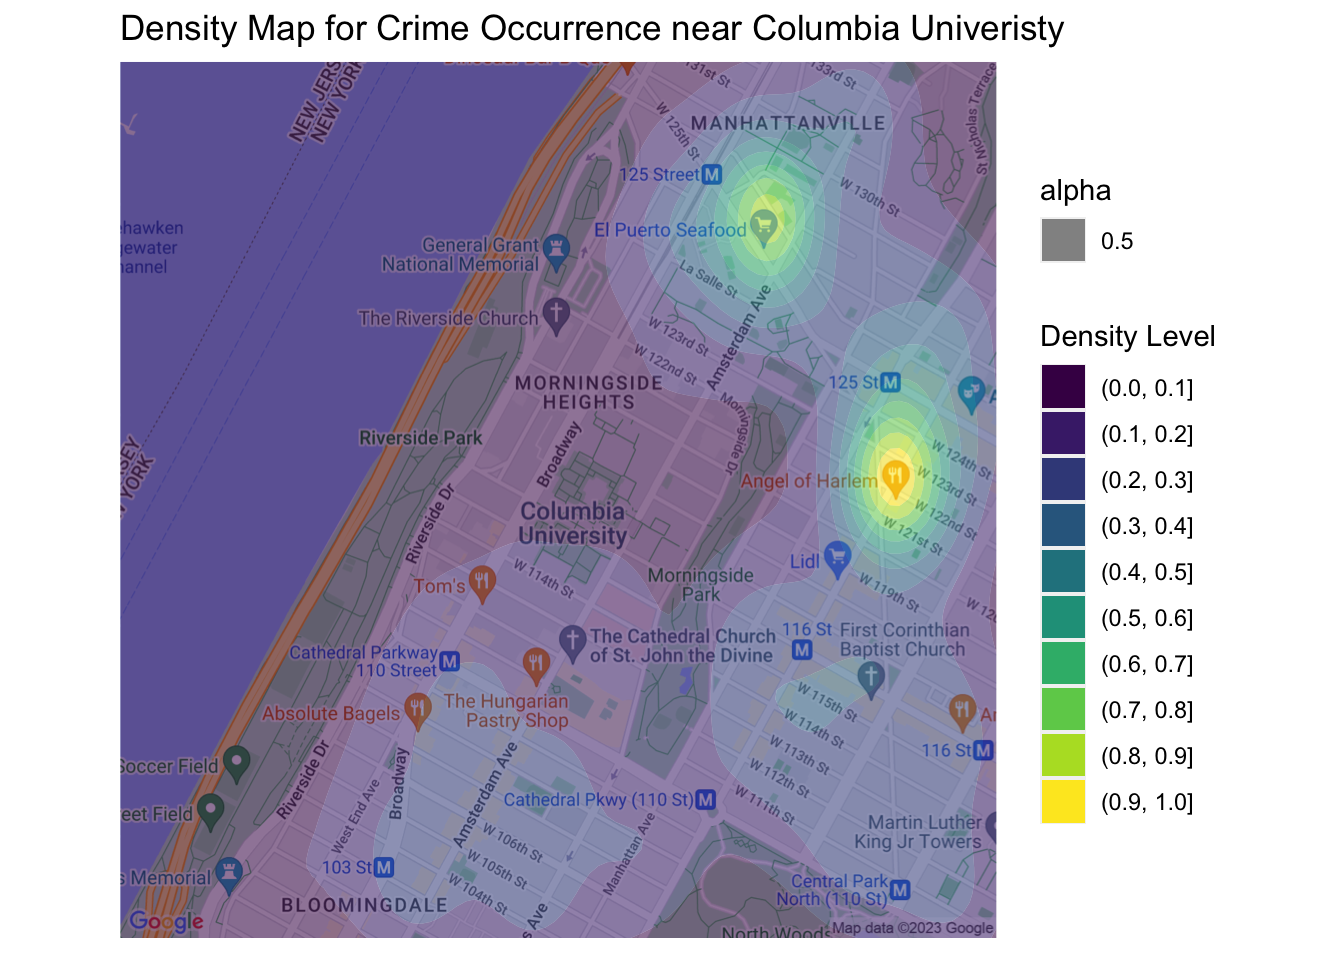 Density Map for Crime Occurrence near Columbia Univeristy
131st St
133rd St
NEW JERS
NEW YORK
W 125th St
MANHATTANVILLE
St Nicholas Terrace
125 Street
M
W 130th St
ehawken
gewater
hannel
El Puerto Seafood
General Grant
National Memorial
La Salle St
The Riverside Church
W 123rd St
W 122nd St
Amsterdam Ave
MORNINGSIDE
HEIGHTS
125 St
M
A
Morningside Dr
Riverside Park
Broadway
RSEY
YORK
W 124th St
W 123rd St
W 122nd St
W 121st St
Angel of Harlem
Columbia
University
Riverside Dr
Lidl
W 114th St
Tom's
Morningside
Park
W 119th St
W 120
116 St
M
First Corinthian
Baptist Church
The Cathedral Church
of St. John the Divine
Cathedral Parkway
110 Street
M
The Hungarian
Pastry Shop
Absolute Bagels
W 115th St
W 114th St
W 113th St
W 112th St
W 111th St
Ar
116 St
M
Soccer Field
Riverside Dr
West End Ave
Broadway
Amsterdam Ave
Cathedral Pkwy (110 St)
M
reet Field
Manhattan Ave
W 106th St
W 105th St
W 104th St
Martin Luther
King Jr Towers
103 St
M
s Memorial
Central Park
North (110 St)
M
BLOOMINGDALE
s Ave
Google
North Woods
Map data ©2023 Google
alpha
0.5
Density Level
(0.0, 0.1]
(0.1, 0.2]
(0.2, 0.3]
(0.3, 0.4]
(0.4, 0.5]
(0.5, 0.6]
(0.6, 0.7]
(0.7, 0.8]
(0.8, 0.9]
(0.9, 1.0]